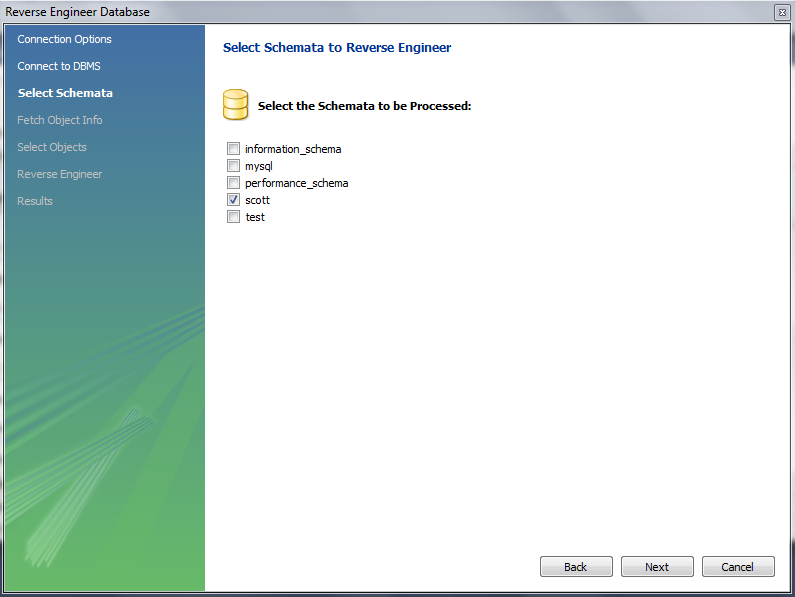 Reverse Engineer Database
Connection Options
Connect to DBMS
Select Schemata
Fetch Object Info
Select Objects
Reverse Engineer
Results
Select Schemata to Reverse Engineer
Select the Schemata to be Processed:
information_schema
mysql
performance_schema
scott
test
Back Next Cancel